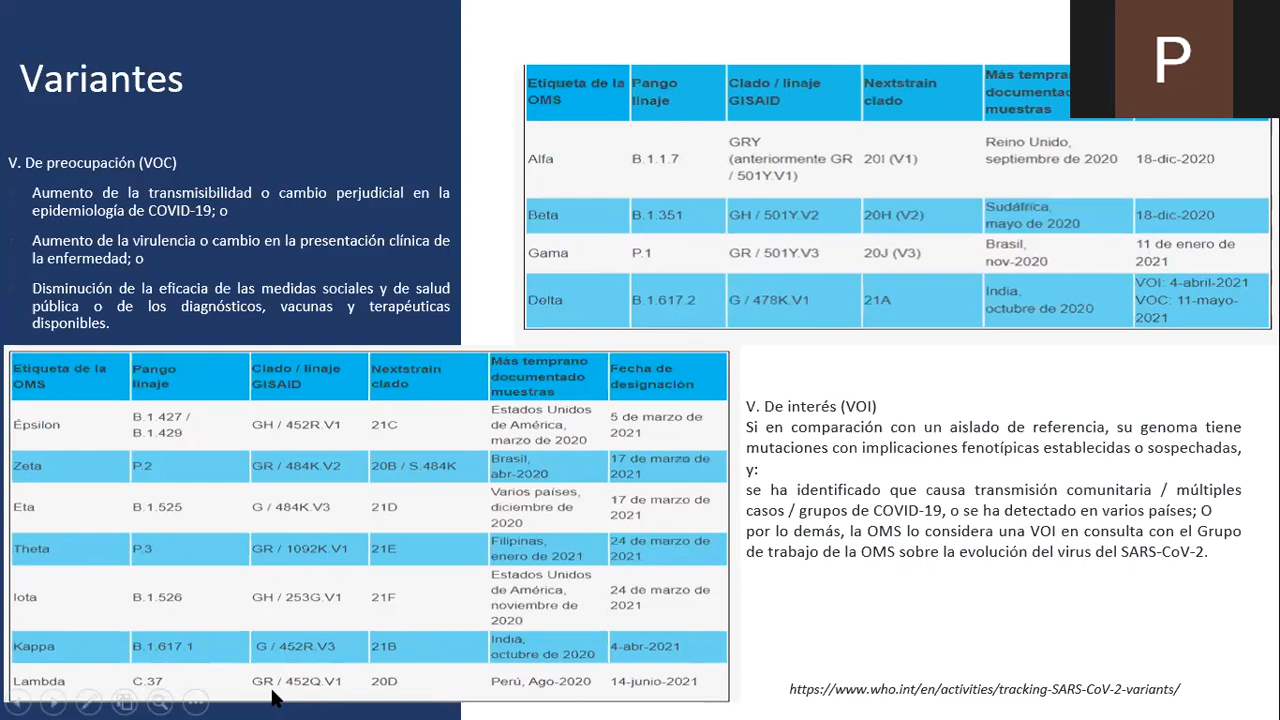 Variantes
V. De preocupación (VOC)
Aumento de la transmisibilidad o cambio perjudicial en la
epidemiología de COVID-19; o
Aumento de la virulencia o cambio en la presentación clínica de
la enfermedad; o
Disminución de la eficacia de las medidas sociales y de salud
pública o de los diagnósticos, vacunas y terapéuticas
disponibles.
P
Etiqueta de la OMS Pango linaje Clado / linaje GISAID Nextstrain clado Más documentado muestras
Alfa B.1.1.7 GRY (anteriormente GR / 501Y.V1) 20I (V1) Reino Unido, septiembre de 2020 18-dic-2020
Beta B.1.351 GH / 501Y.V2 20H (V2) Sudáfrica, mayo de 2020 18-dic-2020
Gama P.1 GR / 501Y.V3 20J (V3) Brasil, nov-2020 11 de enero de 2021
Delta B.1.617.2 G / 478K.V1 21A India, octubre de 2020 VOI: 4-abril-2021 VOC: 11-mayo-2021
Etiqueta de la OMS Pango linaje Clado / linaje GISAID Nextstrain clado Más temprano documentado muestras Fecha de designación
Épsilon B.1.427 / B.1.429 GH / 452R.V1 21C Estados Unidos de América, marzo de 2020 5 de marzo de 2021
Zeta P.2 GR / 484K.V2 20B / S.484K Brasil, abr-2020 17 de marzo de 2021
Eta B.1.525 G / 484K.V3 21D Varios países, diciembre de 2020 17 de marzo de 2021
Theta P.3 GR / 1092K.V1 21E Filipinas, enero de 2021 24 de marzo de 2021
Iota B.1.526 GH / 253G.V1 21F Estados Unidos de América, noviembre de 2020 24 de marzo de 2021
Kappa B.1.617.1 G / 452R.V3 21B India, octubre de 2020 4-abr-2021
Lambda C.37 GR / 452Q.V1 20D Perú, Ago-2020 14-junio-2021
V. De interés (VOI)
Si en comparación con un aislado de referencia, su genoma tiene
mutaciones con implicaciones fenotípicas establecidas o sospechadas,
y:
se ha identificado que causa transmisión comunitaria / múltiples
casos / grupos de COVID-19, o se ha detectado en varios países; O
por lo demás, la OMS lo considera una VOI en consulta con el Grupo
de trabajo de la OMS sobre la evolución del virus del SARS-CoV-2.
https://www.who.int/en/activities/tracking-SARS-CoV-2-variants/